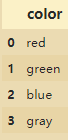 color
0 red
1 green
2 blue
3 gray